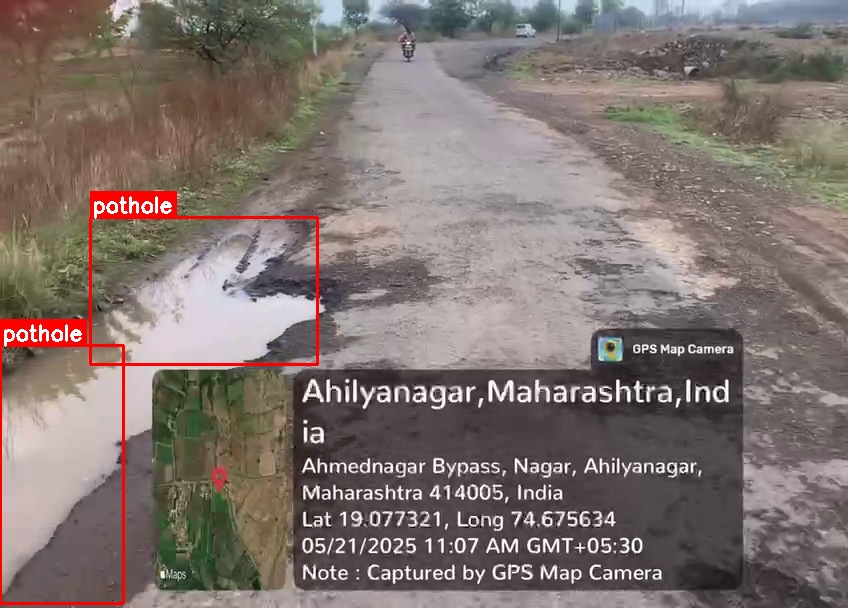 pothole
pothole
GPS Map Camera
Ahilyanagar,Maharashtra,Ind
ia
Ahmednagar Bypass, Nagar, Ahilyanagar,
Maharashtra 414005, India
Lat 19.077321, Long 74.675634
05/21/2025 11:07 AM GMT+05:30
Note : Captured by GPS Map Camera
Maps